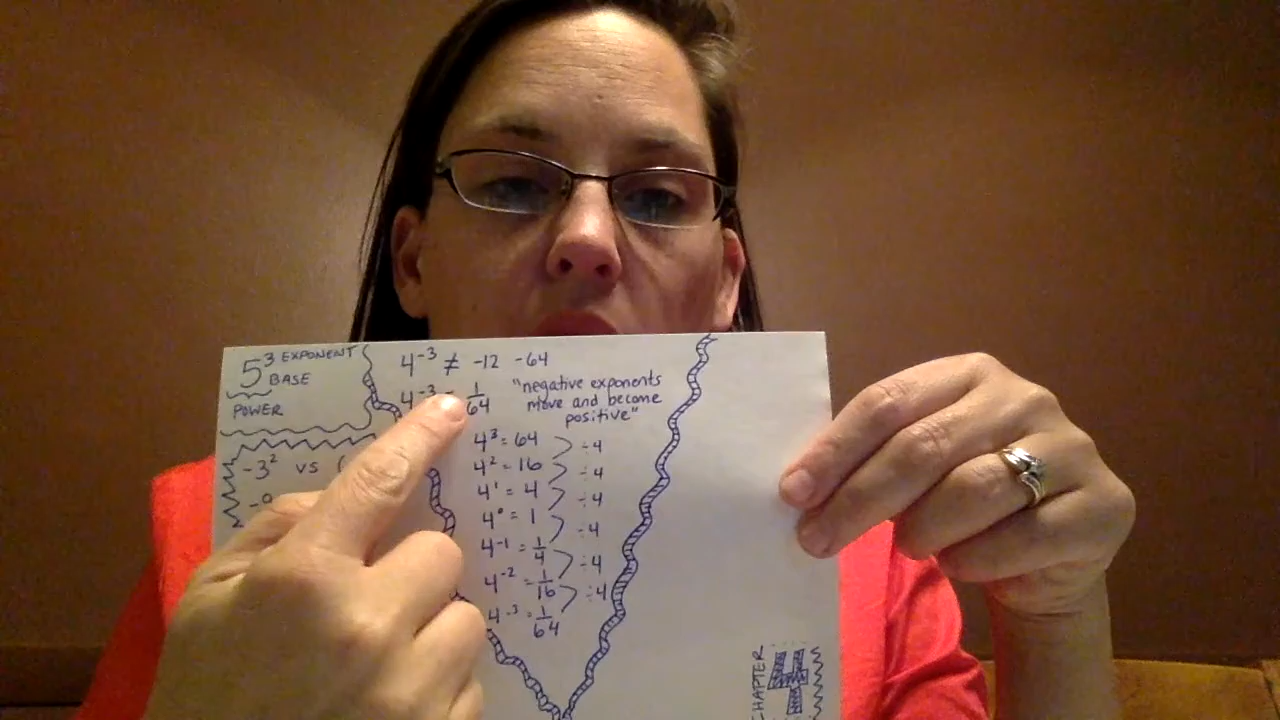 5³ EXPONENT
BASE
POWER
-3² vs (
-9
4⁻³ ≠ -12 -64
4⁻³ = 1/64
"negative exponents
move and become
positive"
4³ = 64
÷4
4² = 16
÷4
4¹ = 4
÷4
4⁰ = 1
÷4
4⁻¹ = 1/4
÷4
4⁻² = 1/16
÷4
4⁻³ = 1/64
CHAPTER
4